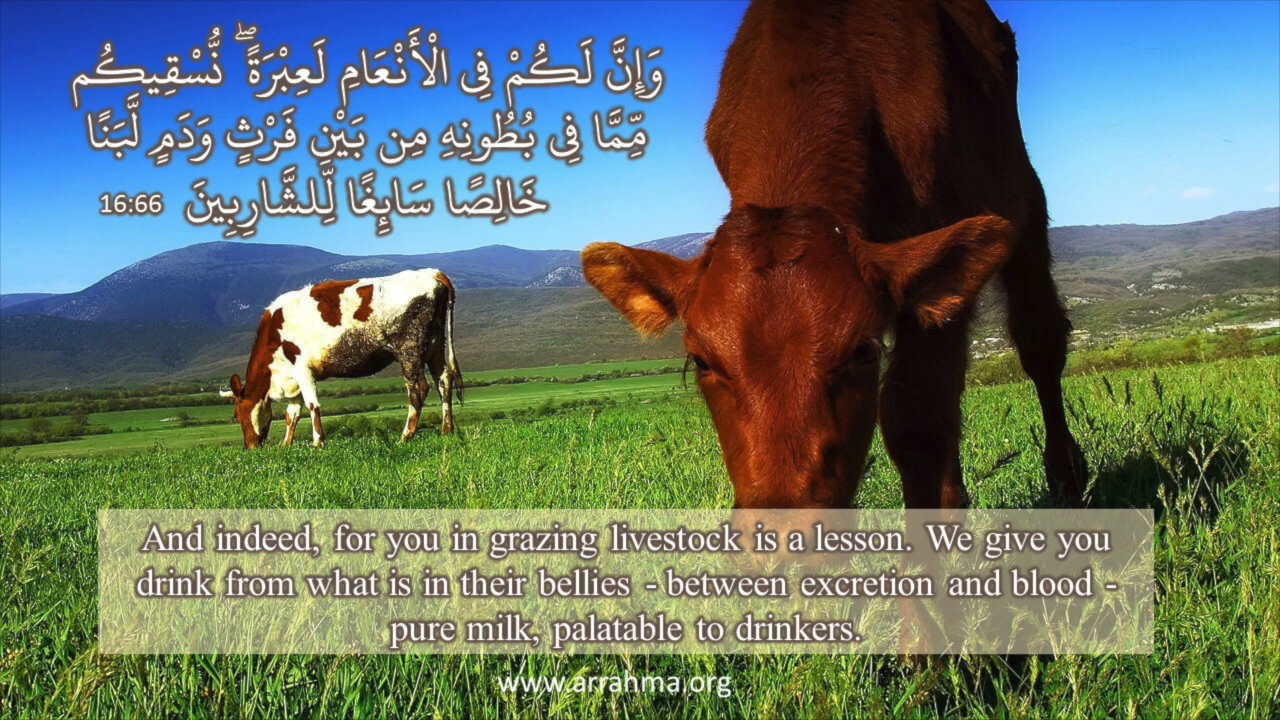 وَإِنَّ لَكُمْ فِى الْأَنْعَامِ لَعِبْرَةً ۖ نُّسْقِيكُم
مِّمَّا فِى بُطُونِهِ مِن بَيْنِ فَرْثٍ وَدَمٍ لَّبَنًا
خَالِصًا سَائِغًا لِّلشَّارِبِينَ 16:66
And indeed, for you in grazing livestock is a lesson. We give you
drink from what is in their bellies - between excretion and blood -
pure milk, palatable to drinkers.
www.arrahma.org